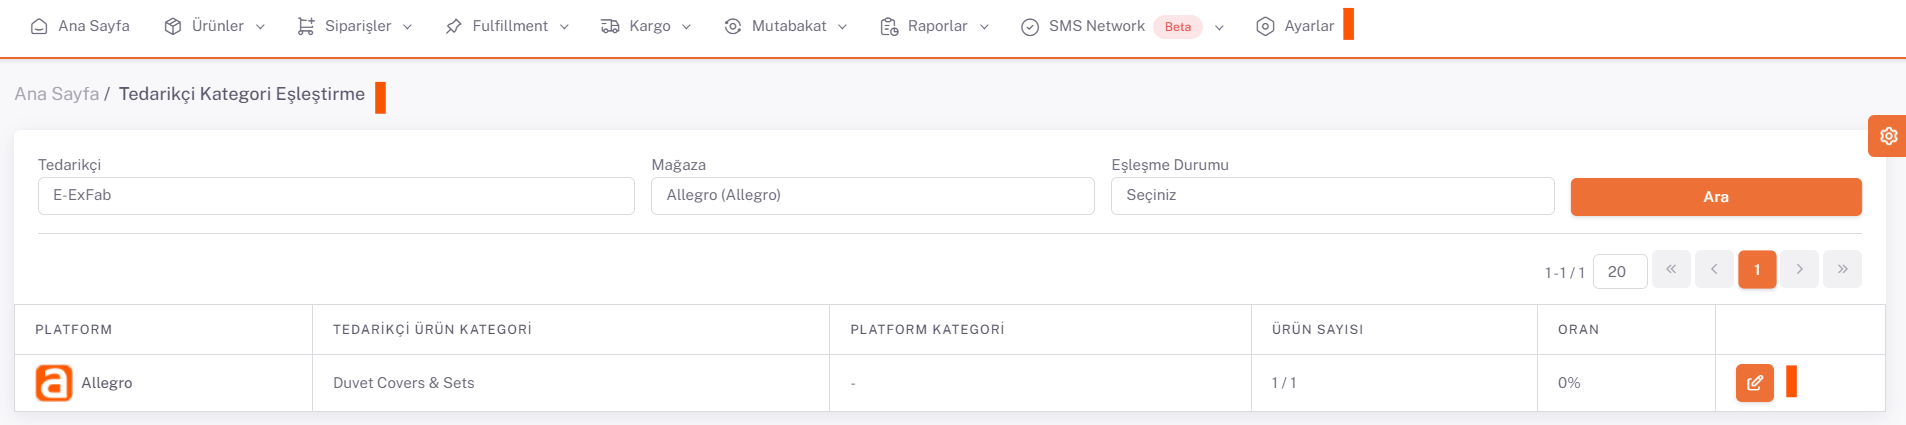 Ana Sayfa Ürünler Siparişler Fulfillment Kargo Mutabakat Raporlar SMS Network Beta Ayarlar
Ana Sayfa / Tedarikçi Kategori Eşleştirme
Tedarikçi Mağaza Eşleşme Durumu
E-ExFab Allegro (Allegro) Seçiniz Ara
1 - 1 / 1 20 « ‹ 1 › »
PLATFORM TEDARİKÇİ ÜRÜN KATEGORİ PLATFORM KATEGORİ ÜRÜN SAYISI ORAN
a Allegro Duvet Covers & Sets - 1 / 1 0%